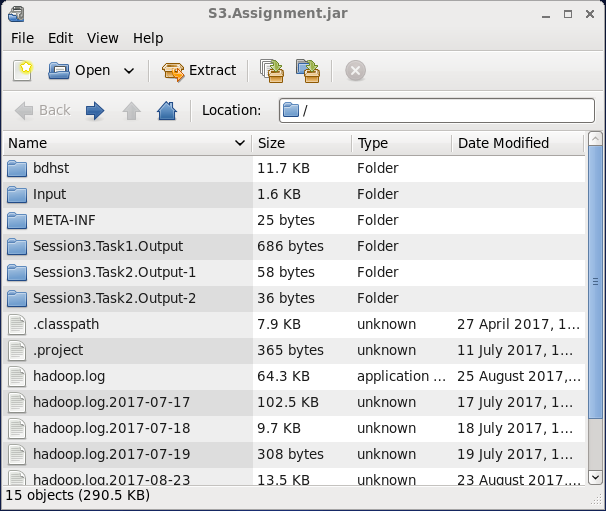 S3.Assignment.jar
File Edit View Help
Open Extract
Back Location: /
Name Size Type Date Modified
bdhst 11.7 KB Folder
Input 1.6 KB Folder
META-INF 25 bytes Folder
Session3.Task1.Output 686 bytes Folder
Session3.Task2.Output-1 58 bytes Folder
Session3.Task2.Output-2 36 bytes Folder
.classpath 7.9 KB unknown 27 April 2017, 1...
.project 365 bytes unknown 11 July 2017, 1...
hadoop.log 64.3 KB application ... 25 August 2017,...
hadoop.log.2017-07-17 102.5 KB unknown 17 July 2017, 1...
hadoop.log.2017-07-18 9.7 KB unknown 18 July 2017, 1...
hadoop.log.2017-07-19 308 bytes unknown 19 July 2017, 1...
hadoop.log.2017-08-23 13.5 KB unknown 23 August 2017,...
15 objects (290.5 KB)